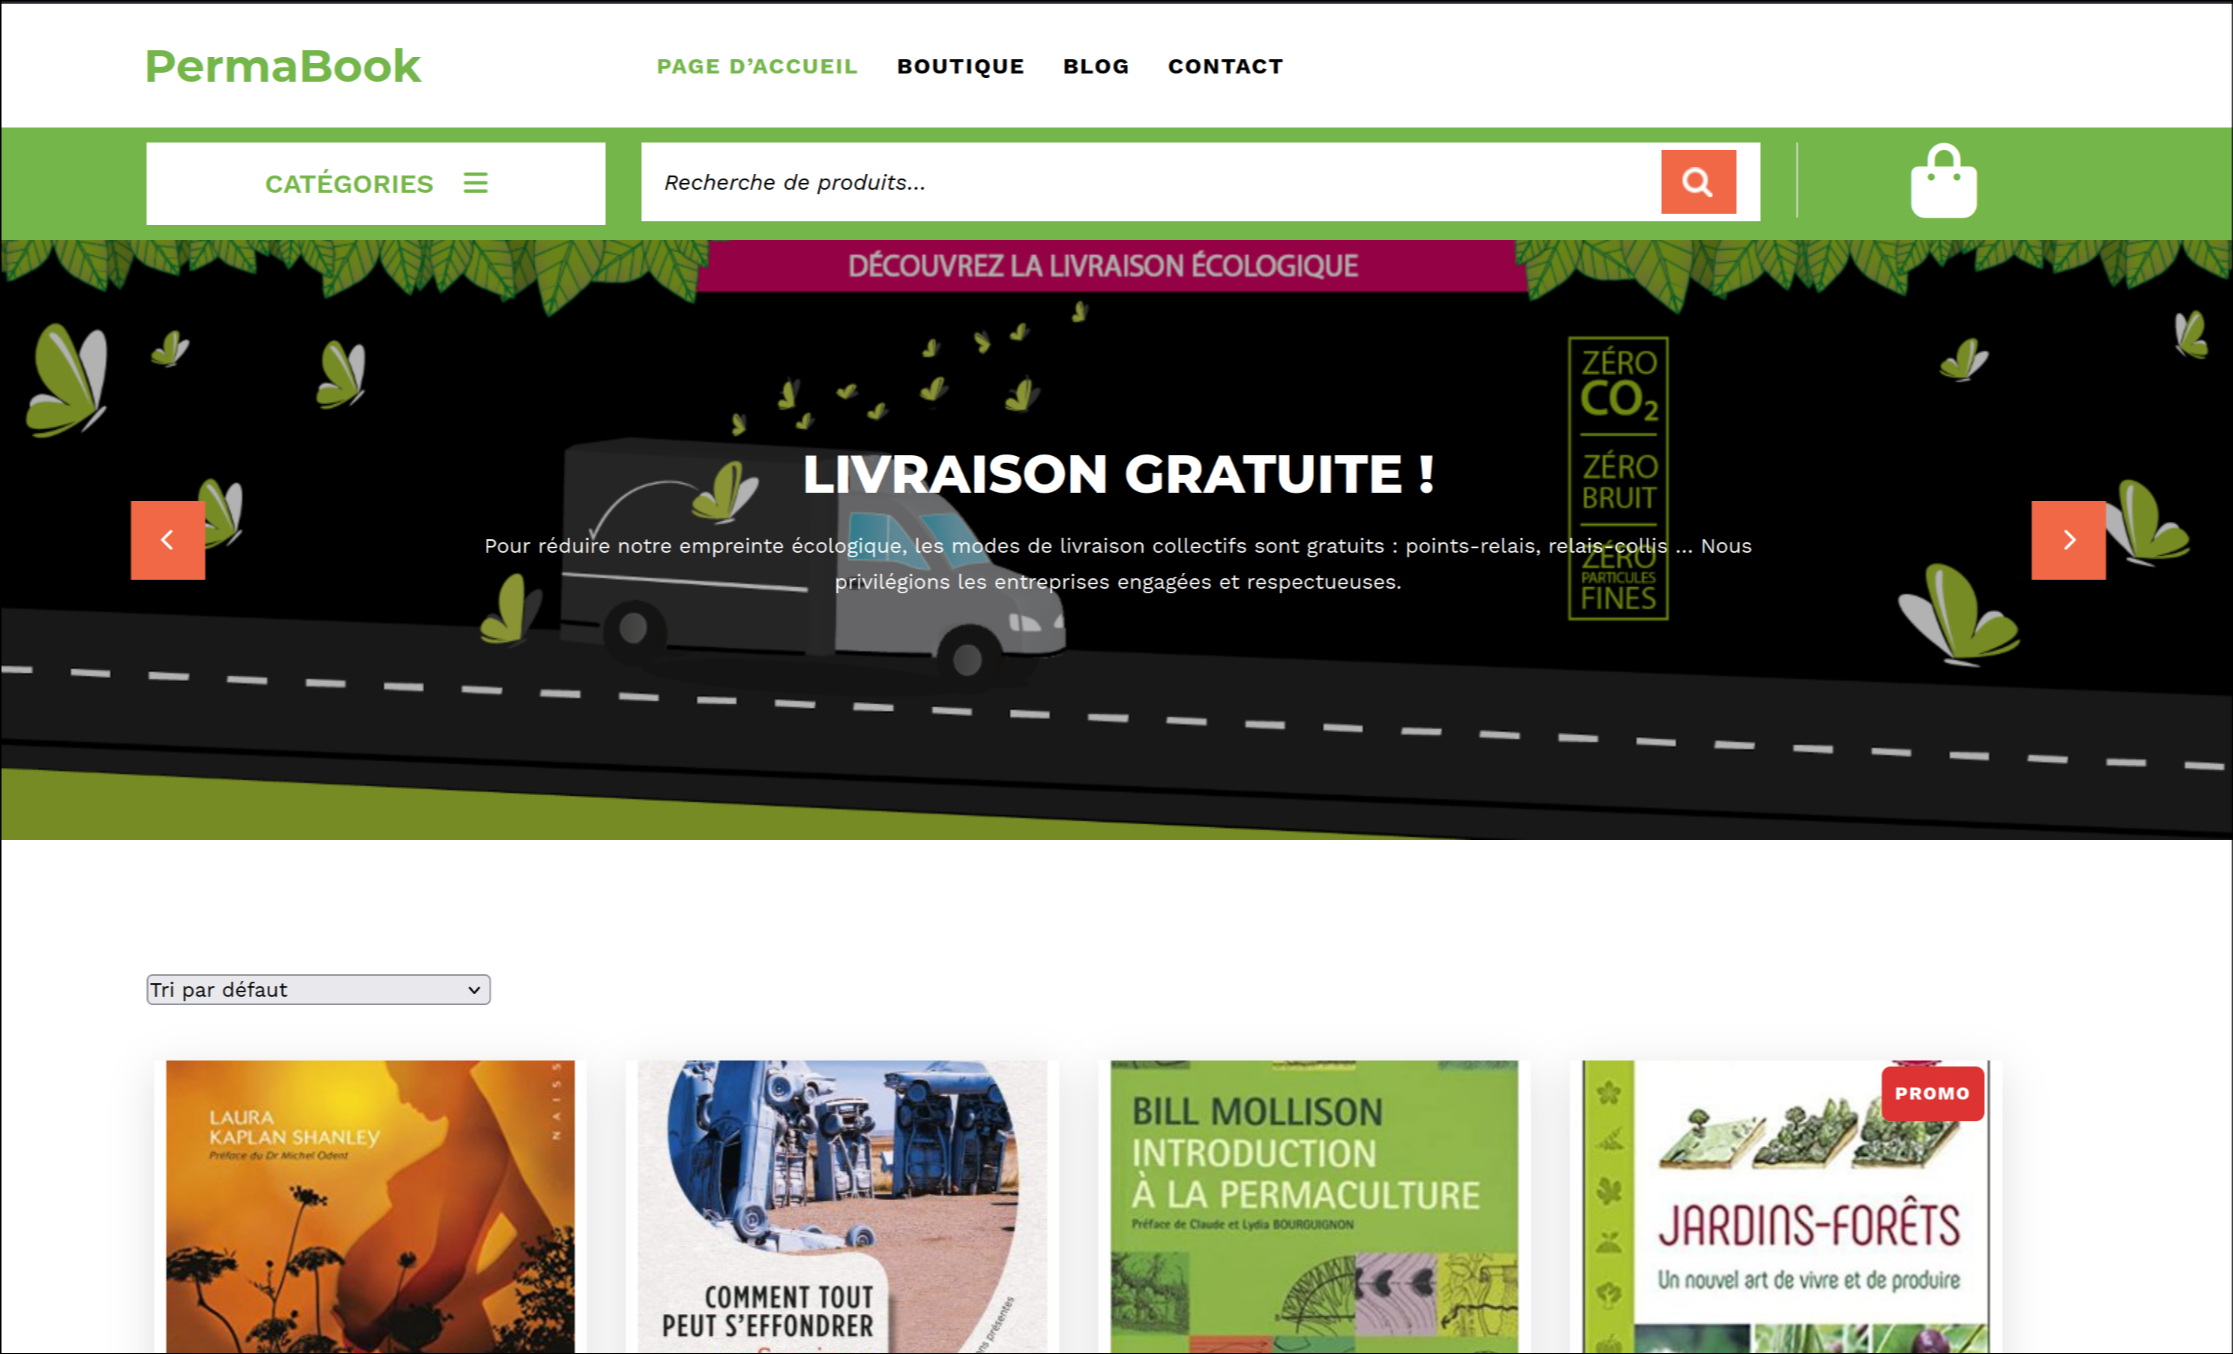 PermaBook
PAGE D'ACCUEIL BOUTIQUE BLOG CONTACT
CATÉGORIES
Recherche de produits…
DÉCOUVREZ LA LIVRAISON ÉCOLOGIQUE
ZÉRO
CO₂
ZÉRO
BRUIT
ZÉRO
PARTICULES
FINES
LIVRAISON GRATUITE !
Pour réduire notre empreinte écologique, les modes de livraison collectifs sont gratuits : points-relais, relais-collis ... Nous
privilégions les entreprises engagées et respectueuses.
Tri par défaut
LAURA
KAPLAN SHANLEY
Préface du Dr Michel Odent
NAISS
COMMENT TOUT
PEUT S'EFFONDRER
présentes
BILL MOLLISON
INTRODUCTION
À LA PERMACULTURE
Préface de Claude et Lydia BOURGUIGNON
PROMO
JARDINS-FORÊTS
Un nouvel art de vivre et de produire